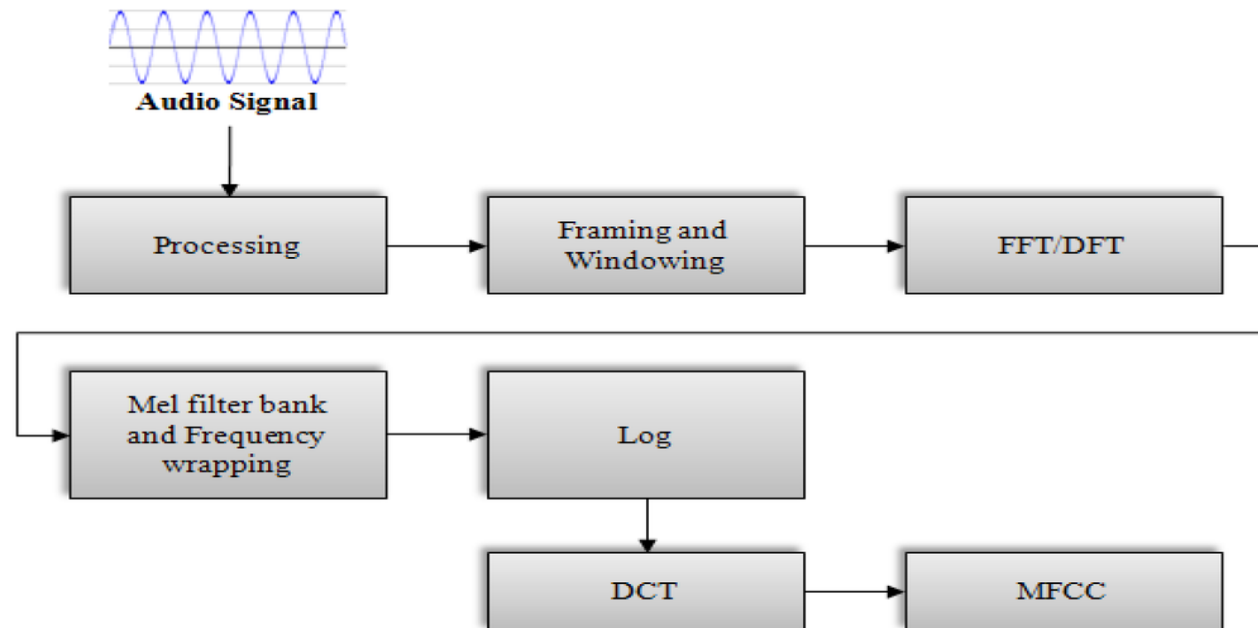 Audio Signal
Processing
Framing and
Windowing
FFT/DFT
Mel filter bank
and Frequency
wrapping
Log
DCT
MFCC